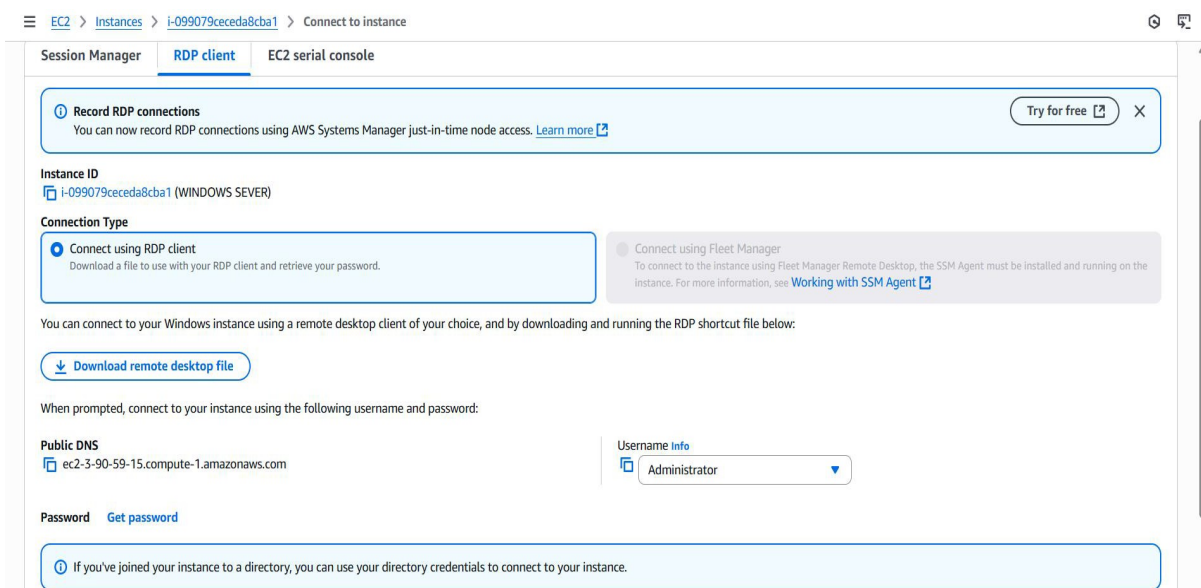 EC2 > Instances > i-099079ceceda8cba1 > Connect to instance
Session Manager RDP client EC2 serial console
Record RDP connections
Try for free
You can now record RDP connections using AWS Systems Manager just-in-time node access. Learn more
Instance ID
i-099079ceceda8cba1 (WINDOWS SEVER)
Connection Type
Connect using RDP client
Download a file to use with your RDP client and retrieve your password.
Connect using Fleet Manager
To connect to the instance using Fleet Manager Remote Desktop, the SSM Agent must be installed and running on the
instance. For more information, see Working with SSM Agent
You can connect to your Windows instance using a remote desktop client of your choice, and by downloading and running the RDP shortcut file below:
Download remote desktop file
When prompted, connect to your instance using the following username and password:
Public DNS
ec2-3-90-59-15.compute-1.amazonaws.com
Username Info
Administrator
Password Get password
If you've joined your instance to a directory, you can use your directory credentials to connect to your instance.